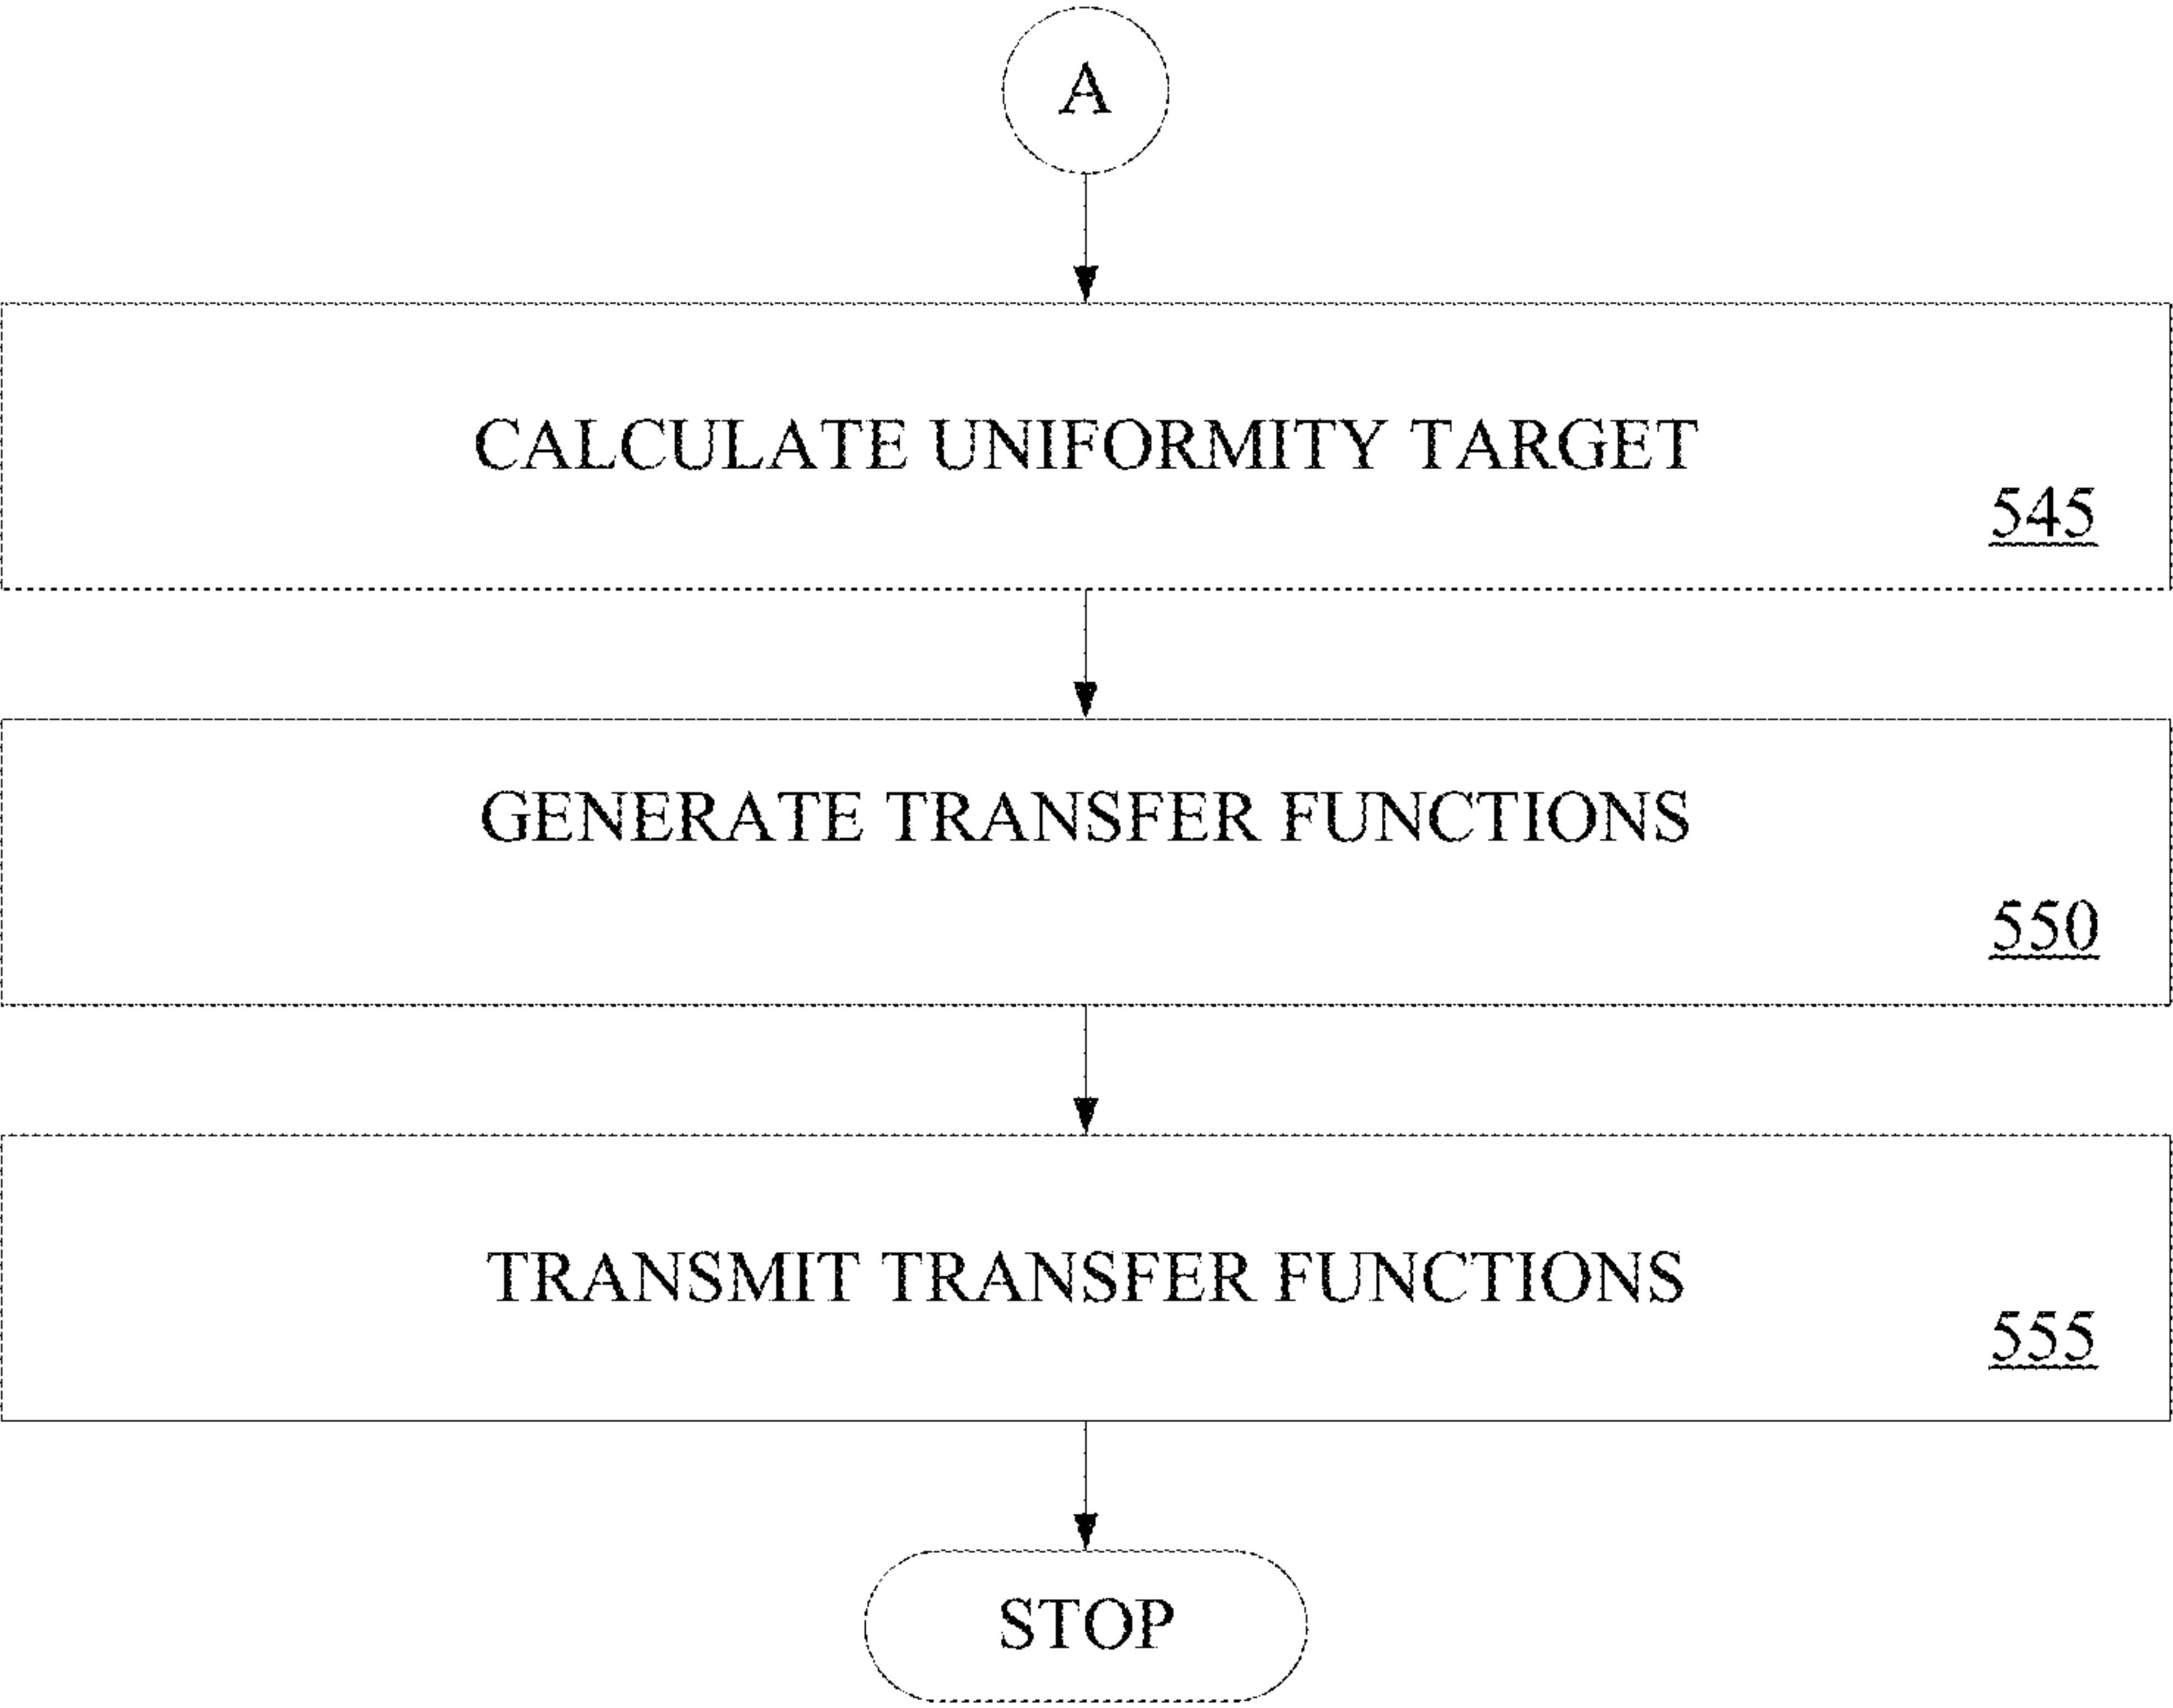 A
CALCULATE UNIFORMITY TARGET
545
GENERATE TRANSFER FUNCTIONS
550
TRANSMIT TRANSFER FUNCTIONS
555
STOP